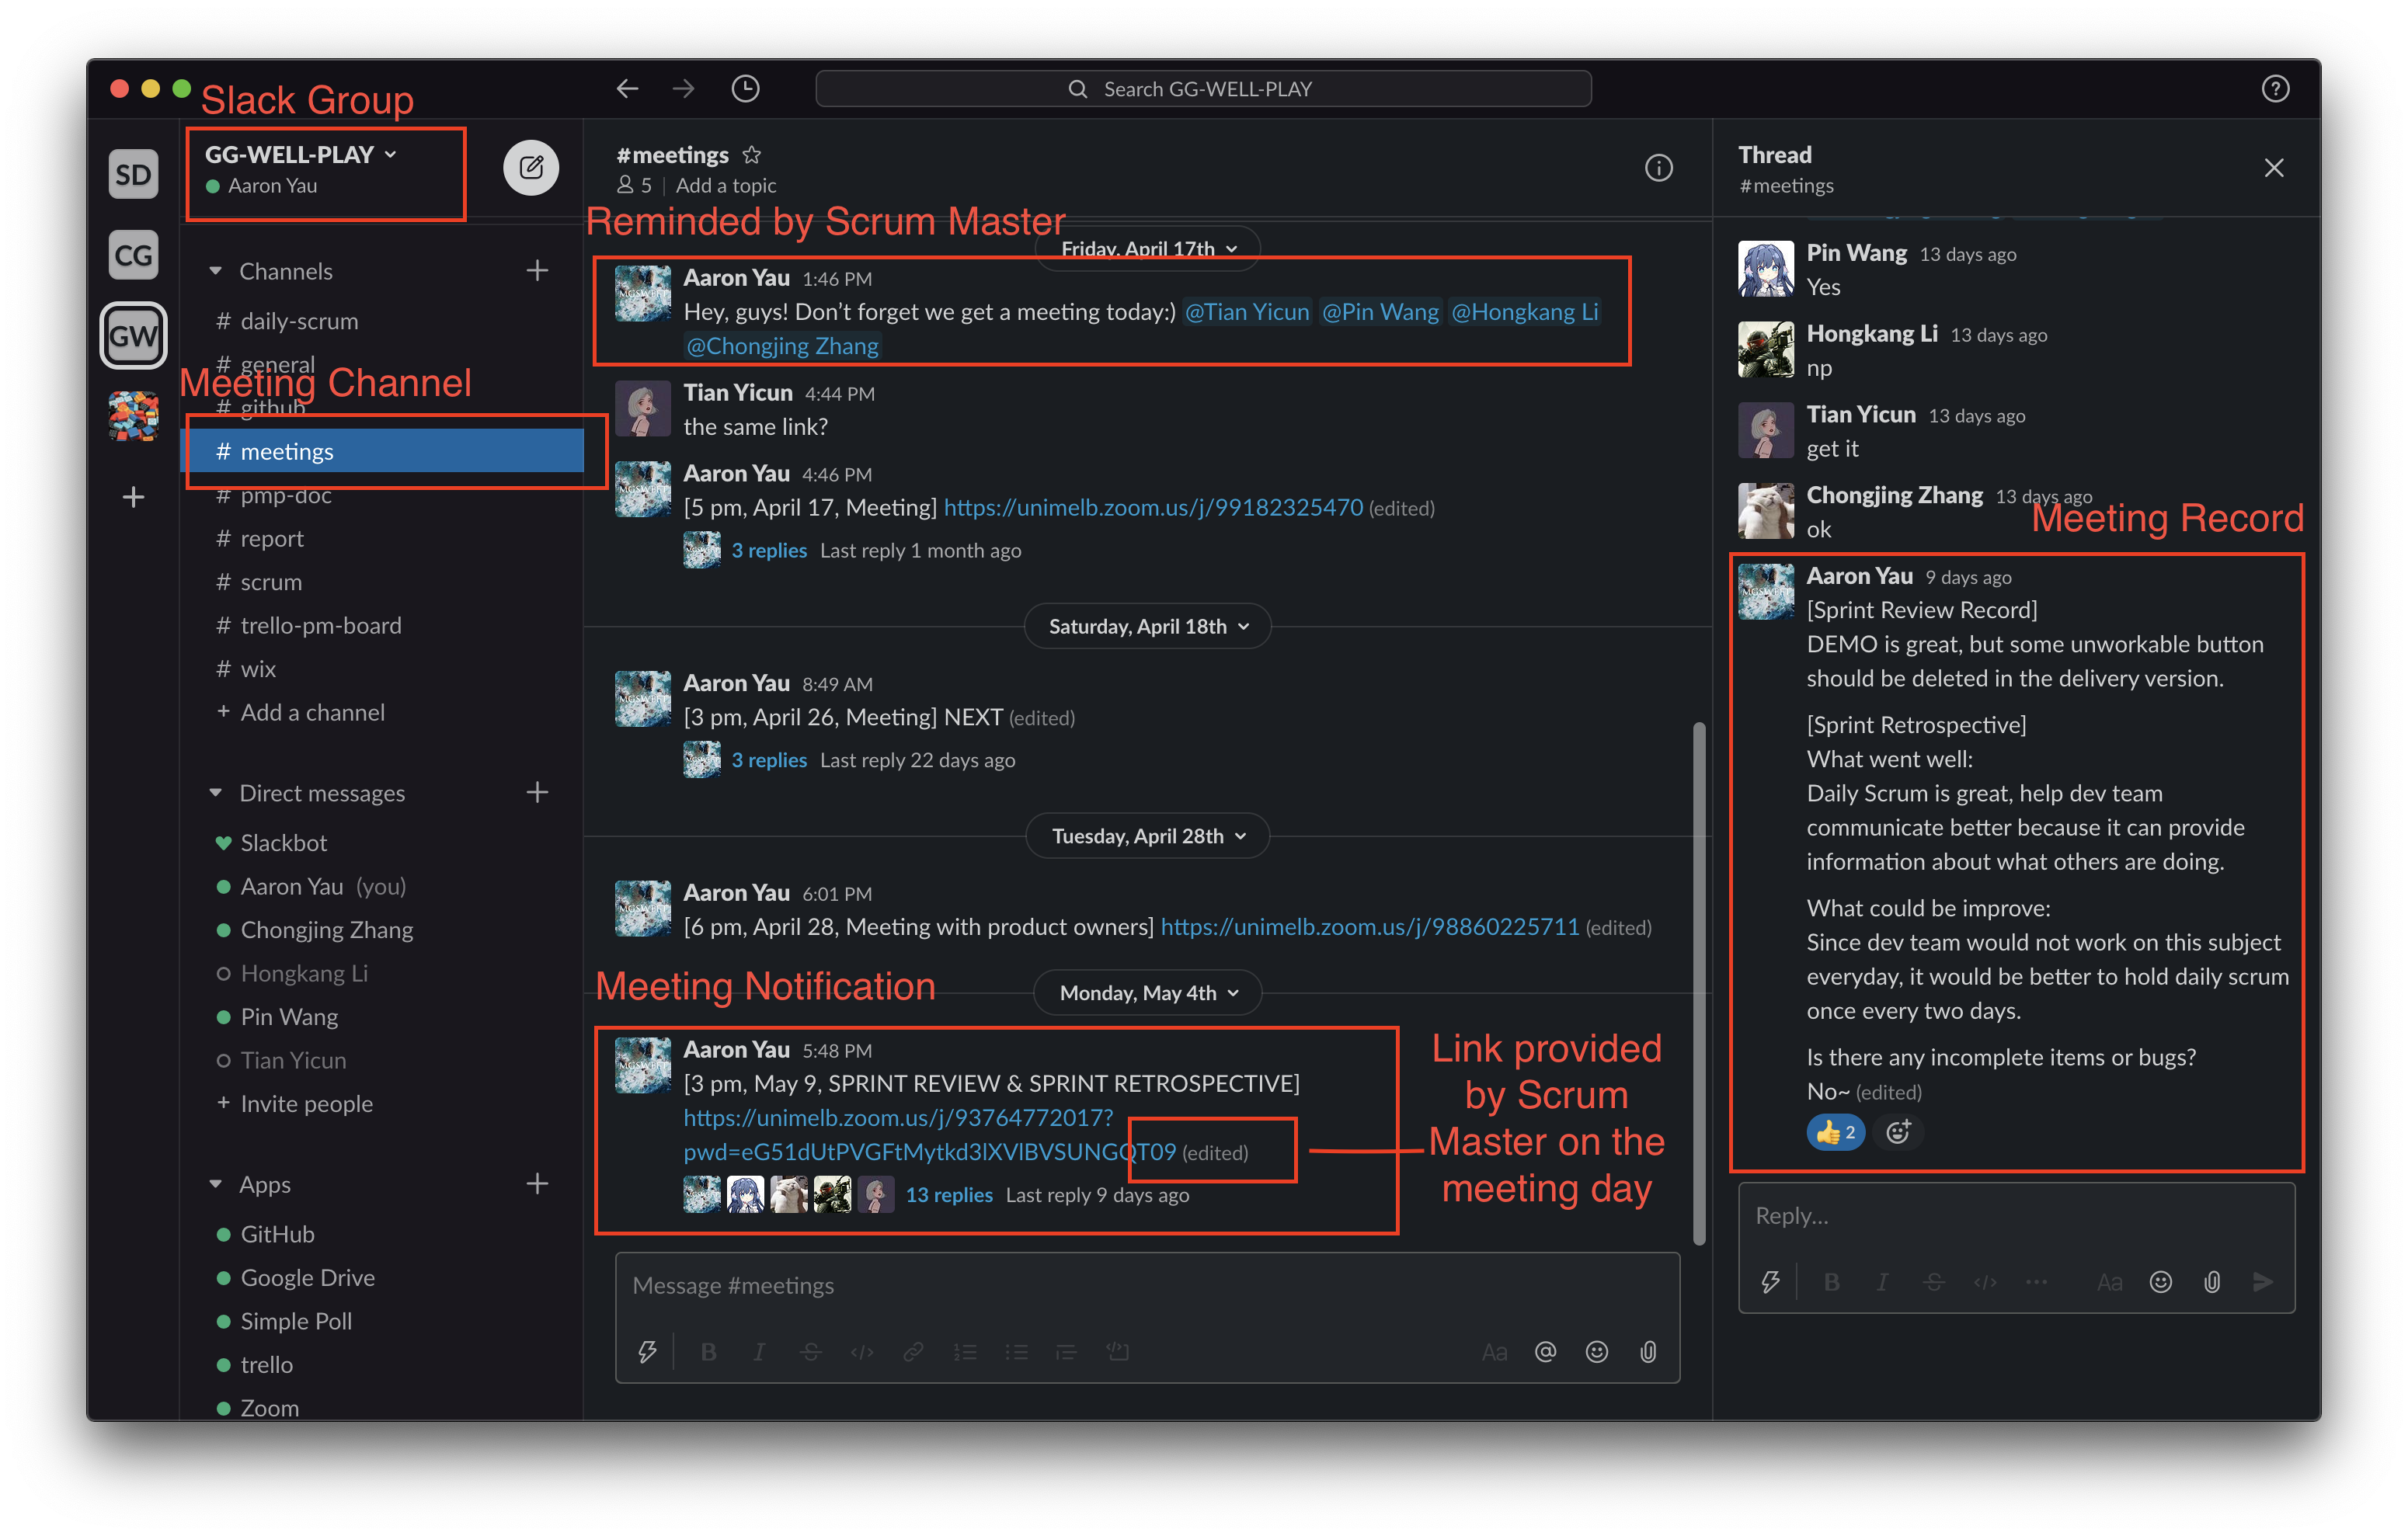 Slack Group
Search GG-WELL-PLAY
SD
CG
GW
GG-WELL-PLAY
Aaron Yau
Channels
# daily-scrum
# general
Meeting Channel
# github
# meetings
# pmp-doc
# report
# scrum
# trello-pm-board
# wix
+ Add a channel
Direct messages
Slackbot
Aaron Yau (you)
Chongjing Zhang
Hongkang Li
Pin Wang
Tian Yicun
+ Invite people
Apps
GitHub
Google Drive
Simple Poll
trello
Zoom
#meetings
5 | Add a topic
Reminded by Scrum Master
Friday, April 17th
Aaron Yau 1:46 PM
Hey, guys! Don’t forget we get a meeting today:) @Tian Yicun @Pin Wang @Hongkang Li
@Chongjing Zhang
Tian Yicun 4:44 PM
the same link?
Aaron Yau 4:46 PM
[5 pm, April 17, Meeting] https://unimelb.zoom.us/j/99182325470 (edited)
3 replies Last reply 1 month ago
Saturday, April 18th
Aaron Yau 8:49 AM
[3 pm, April 26, Meeting] NEXT (edited)
3 replies Last reply 22 days ago
Tuesday, April 28th
Aaron Yau 6:01 PM
[6 pm, April 28, Meeting with product owners] https://unimelb.zoom.us/j/98860225711 (edited)
Meeting Notification
Monday, May 4th
Aaron Yau 5:48 PM
[3 pm, May 9, SPRINT REVIEW & SPRINT RETROSPECTIVE]
https://unimelb.zoom.us/j/93764772017?
pwd=eG51dUtPVGFtMytkd3lXVlBVSUNGQT09 (edited)
13 replies Last reply 9 days ago
Link provided
by Scrum
Master on the
meeting day
Message #meetings
Aa
Thread
#meetings
Pin Wang 13 days ago
Yes
Hongkang Li 13 days ago
np
Tian Yicun 13 days ago
get it
Chongjing Zhang 13 days ago
ok
Meeting Record
Aaron Yau 9 days ago
[Sprint Review Record]
DEMO is great, but some unworkable button
should be deleted in the delivery version.
[Sprint Retrospective]
What went well:
Daily Scrum is great, help dev team
communicate better because it can provide
information about what others are doing.
What could be improve:
Since dev team would not work on this subject
everyday, it would be better to hold daily scrum
once every two days.
Is there any incomplete items or bugs?
No~ (edited)
👍 2
Reply...
Aa